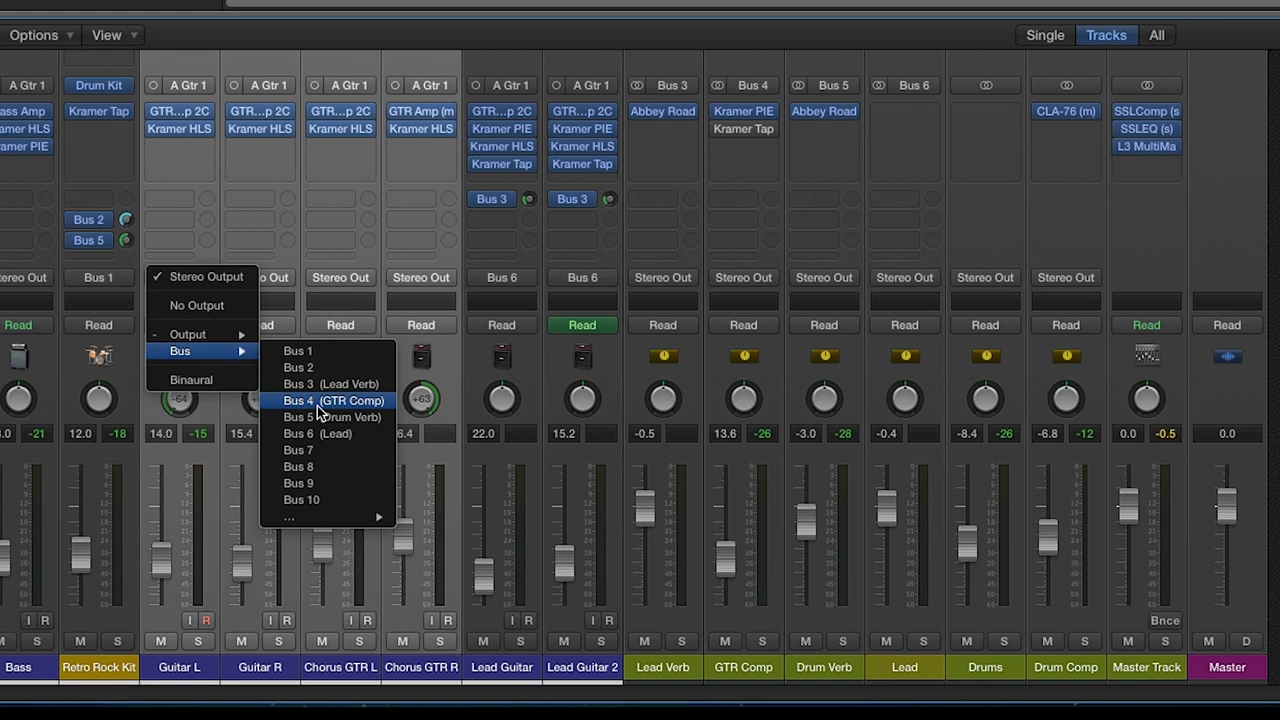 Options View Single Tracks All
A Gtr 1 Drum Kit A Gtr 1 A Gtr 1 A Gtr 1 A Gtr 1 A Gtr 1 A Gtr 1 Bus 3 Bus 4 Bus 5 Bus 6
ass Amp Kramer Tap GTR...p 2C GTR...p 2C GTR...p 2C GTR Amp (m GTR...p 2C GTR...p 2C Abbey Road Kramer PIE Abbey Road CLA-76 (m) SSLComp (s
amer HLS Kramer HLS Kramer HLS Kramer HLS Kramer HLS Kramer PIE Kramer PIE Kramer Tap SSLEQ (s)
ramer PIE Kramer HLS Kramer HLS L3 MultiMa
Kramer Tap Kramer Tap
Bus 3 Bus 3
Bus 2
Bus 5
tereo Out Bus 1 o Out Stereo Out Stereo Out Bus 6 Bus 6 Stereo Out Stereo Out Stereo Out Stereo Out Stereo Out Stereo Out
✓ Stereo Output
No Output
- Output
Bus
Binaural
Bus 1
Bus 2
Bus 3 (Lead Verb)
Bus 4 (GTR Comp)
Bus 5 Drum Verb)
Bus 6 (Lead)
Bus 7
Bus 8
Bus 9
Bus 10
...
Read Read ead Read Read Read Read Read Read Read Read Read Read Read Read
-64 +63
3.0 -21 12.0 -18 14.0 -15 15.4 6.4 22.0 15.2 -0.5 13.6 -26 -3.0 -28 -0.4 -8.4 -26 -6.8 -12 0.0 -0.5 0.0
I R I R I R I R I R I R I R Bnce
M S M S M S M S M S M S M S M S M S M S M S M S M S M S M S M D
Bass Retro Rock Kit Guitar L Guitar R Chorus GTR L Chorus GTR R Lead Guitar Lead Guitar 2 Lead Verb GTR Comp Drum Verb Lead Drums Drum Comp Master Track Master